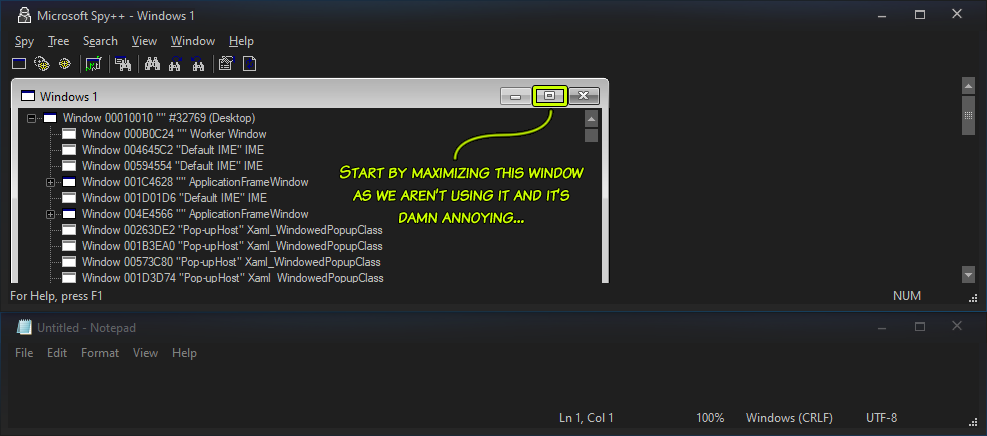 Microsoft Spy++ - Windows 1
Spy Tree Search View Window Help
Windows 1
Window 00010010 "" #32769 (Desktop)
Window 000B0C24 "" Worker Window
Window 004645C2 "Default IME" IME
Window 00594554 "Default IME" IME
Window 001C4628 "" ApplicationFrameWindow
Window 001D01D6 "Default IME" IME
Window 004E4566 "" ApplicationFrameWindow
Window 00263DE2 "Pop-upHost" Xaml_WindowedPopupClass
Window 001B3EA0 "Pop-upHost" Xaml_WindowedPopupClass
Window 00573C80 "Pop-upHost" Xaml_WindowedPopupClass
Window 001D3D74 "Pop-upHost" Xaml_WindowedPopupClass
START BY MAXIMIZING THIS WINDOW
AS WE AREN'T USING IT AND IT'S
DAMN ANNOYING...
For Help, press F1 NUM
Untitled - Notepad
File Edit Format View Help
Ln 1, Col 1 100% Windows (CRLF) UTF-8